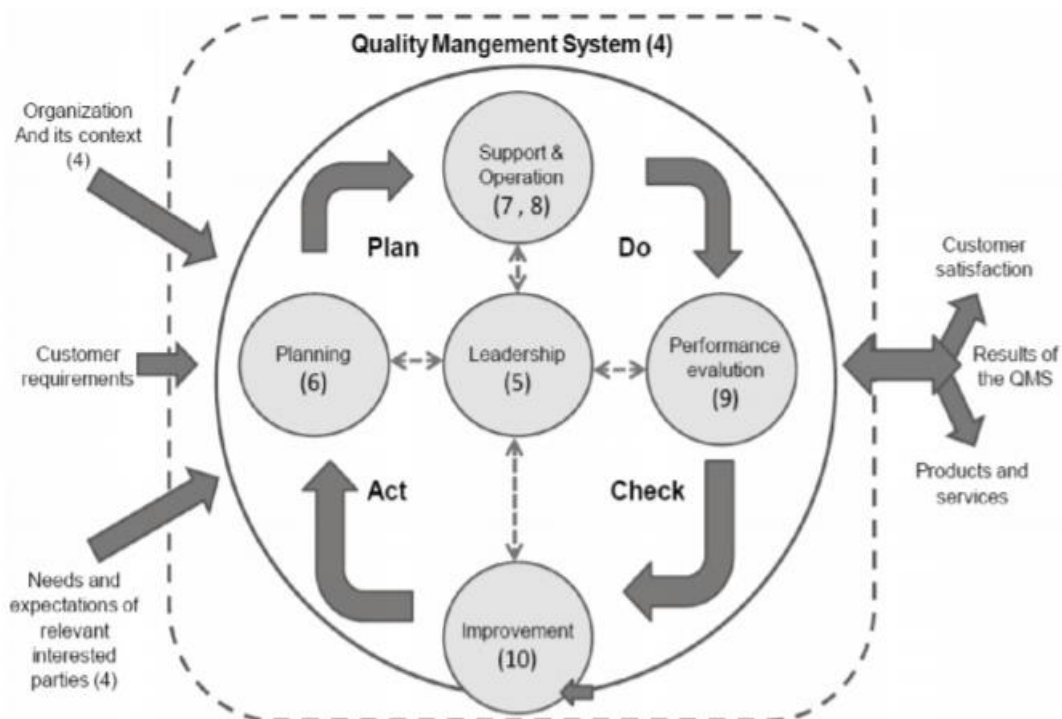 Quality Mangement System (4)
Organization
And its context
(4)
Support &
Operation
(7 , 8)
Plan
Do
Customer
satisfaction
Customer
requirements
Planning
(6)
Leadership
(5)
Performance
evalution
(9)
Results of
the QMS
Act
Check
Products and
services
Needs and
expectations of
relevant
interested
parties (4)
Improvement
(10)